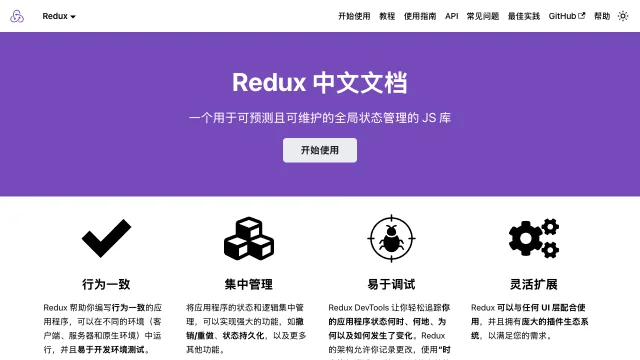 Redux
开始使用 教程 使用指南 API 常见问题 最佳实践 GitHub 帮助
Redux 中文文档
一个用于可预测且可维护的全局状态管理的 JS 库
开始使用
行为一致
Redux 帮助你编写行为一致的应
用程序，可以在不同的环境（客
户端、服务器和原生环境）中运
行，并且易于开发环境测试。
集中管理
将应用程序的状态和逻辑集中管
理，可以实现强大的功能，如撤
销/重做、状态持久化，以及更多
其他功能。
易于调试
Redux DevTools 让你轻松追踪你
的应用程序状态何时、何地、为
何以及如何发生了变化。Redux
的架构允许你记录更改，使用“时
灵活扩展
Redux 可以与任何 UI 层配合使
用，并且拥有庞大的插件生态系
统，以满足您的需求。